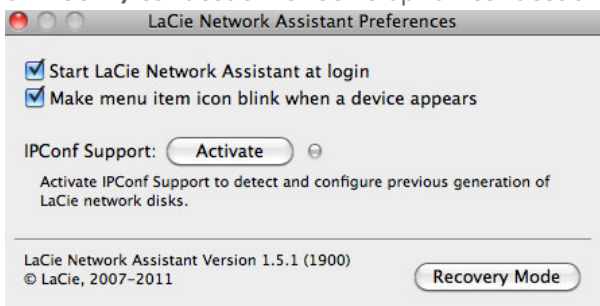 LaCie Network Assistant Preferences
Start LaCie Network Assistant at login
Make menu item icon blink when a device appears
IPConf Support: Activate
Activate IPConf Support to detect and configure previous generation of
LaCie network disks.
LaCie Network Assistant Version 1.5.1 (1900)
© LaCie, 2007-2011
Recovery Mode